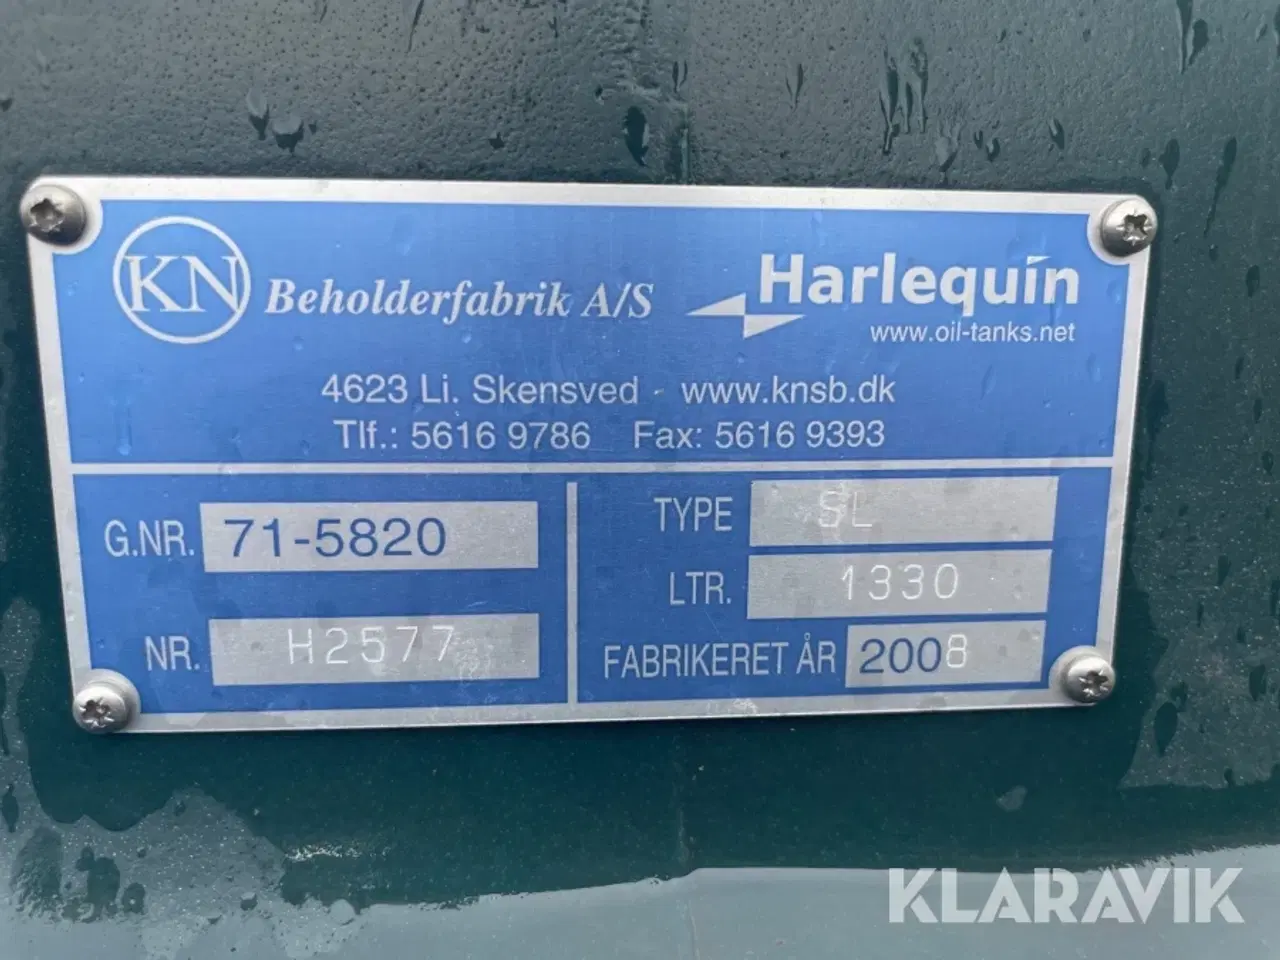 KN Beholderfabrik A/S Harlequin
www.oil-tanks.net
4623 Li. Skensved - www.knsb.dk
Tlf.: 5616 9786 Fax: 5616 9393
G.NR. 71-5820
NR. H2577
TYPE SL
LTR. 1330
FABRIKERET ÅR 2008
KLARAVIK